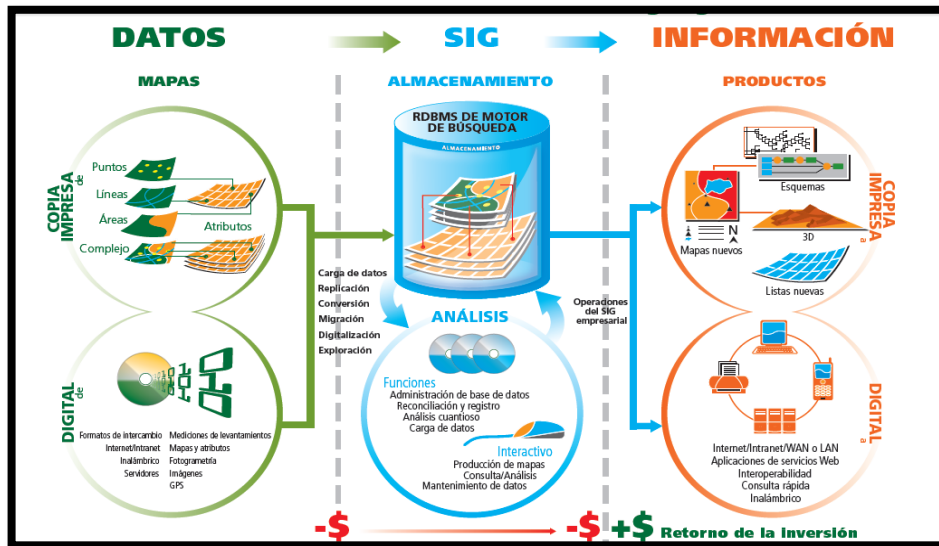 DATOS
SIG
INFORMACIÓN
MAPAS
ALMACENAMIENTO
PRODUCTOS
COPIA IMPRESA de
Puntos
Líneas
Áreas
Complejo
Atributos
RDBMS DE MOTOR
DE BÚSQUEDA
ALMACENAMIENTO
COPIA IMPRESA a
Esquemas
N
Mapas nuevos
3D
Listas nuevas
Carga de datos
Replicación
Conversión
Migración
Digitalización
Exploración
Operaciones
del SIG
empresarial
DIGITAL de
Formatos de intercambio
Internet/Intranet
Inalámbrico
Servidores
Mediciones de levantamientos
Mapas y atributos
Fotogrametría
Imágenes
GPS
ANÁLISIS
Funciones
Administración de base de datos
Reconciliación y registro
Análisis cuantioso
Carga de datos
Interactivo
Producción de mapas
Consulta/Análisis
Mantenimiento de datos
DIGITAL a
Internet/Intranet/WAN o LAN
Aplicaciones de servicios Web
Interoperabilidad
Consulta rápida
Inalámbrico
-$
-$
+$ Retorno de la inversión